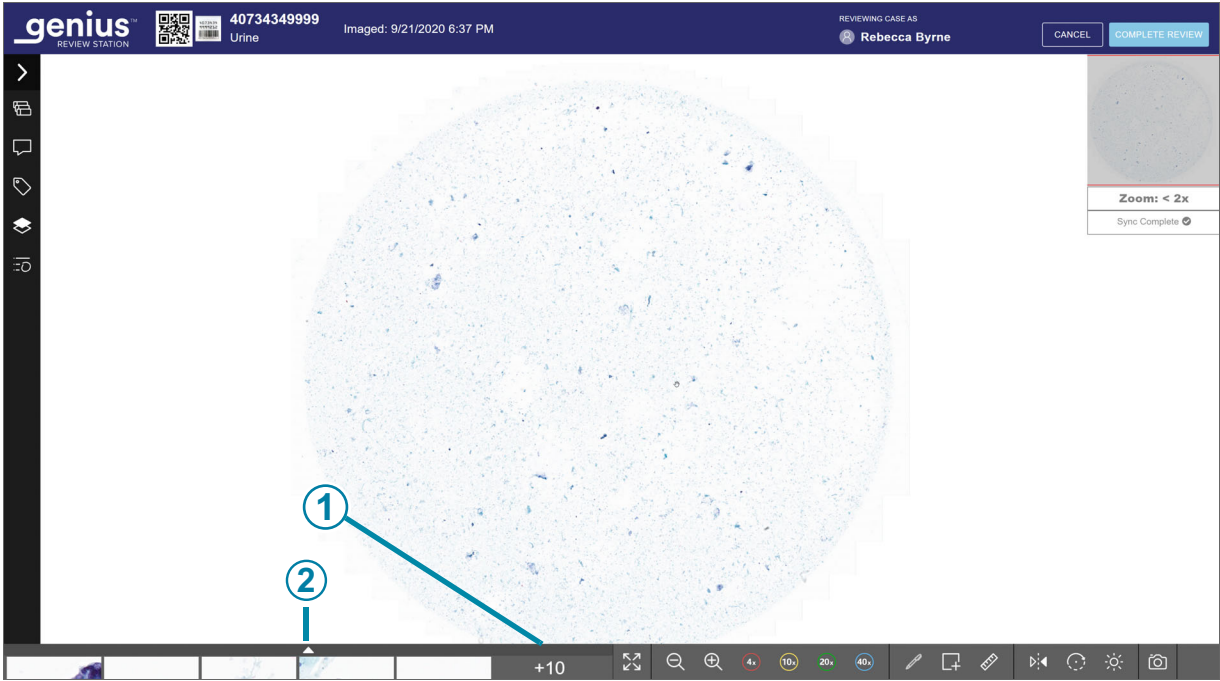 genius™
REVIEW STATION
40734349999
Urine
Imaged: 9/21/2020 6:37 PM
REVIEWING CASE AS
Rebecca Byrne
CANCEL
COMPLETE REVIEW
Zoom: < 2x
Sync Complete
1
2
+10
4x
10x
20x
40x